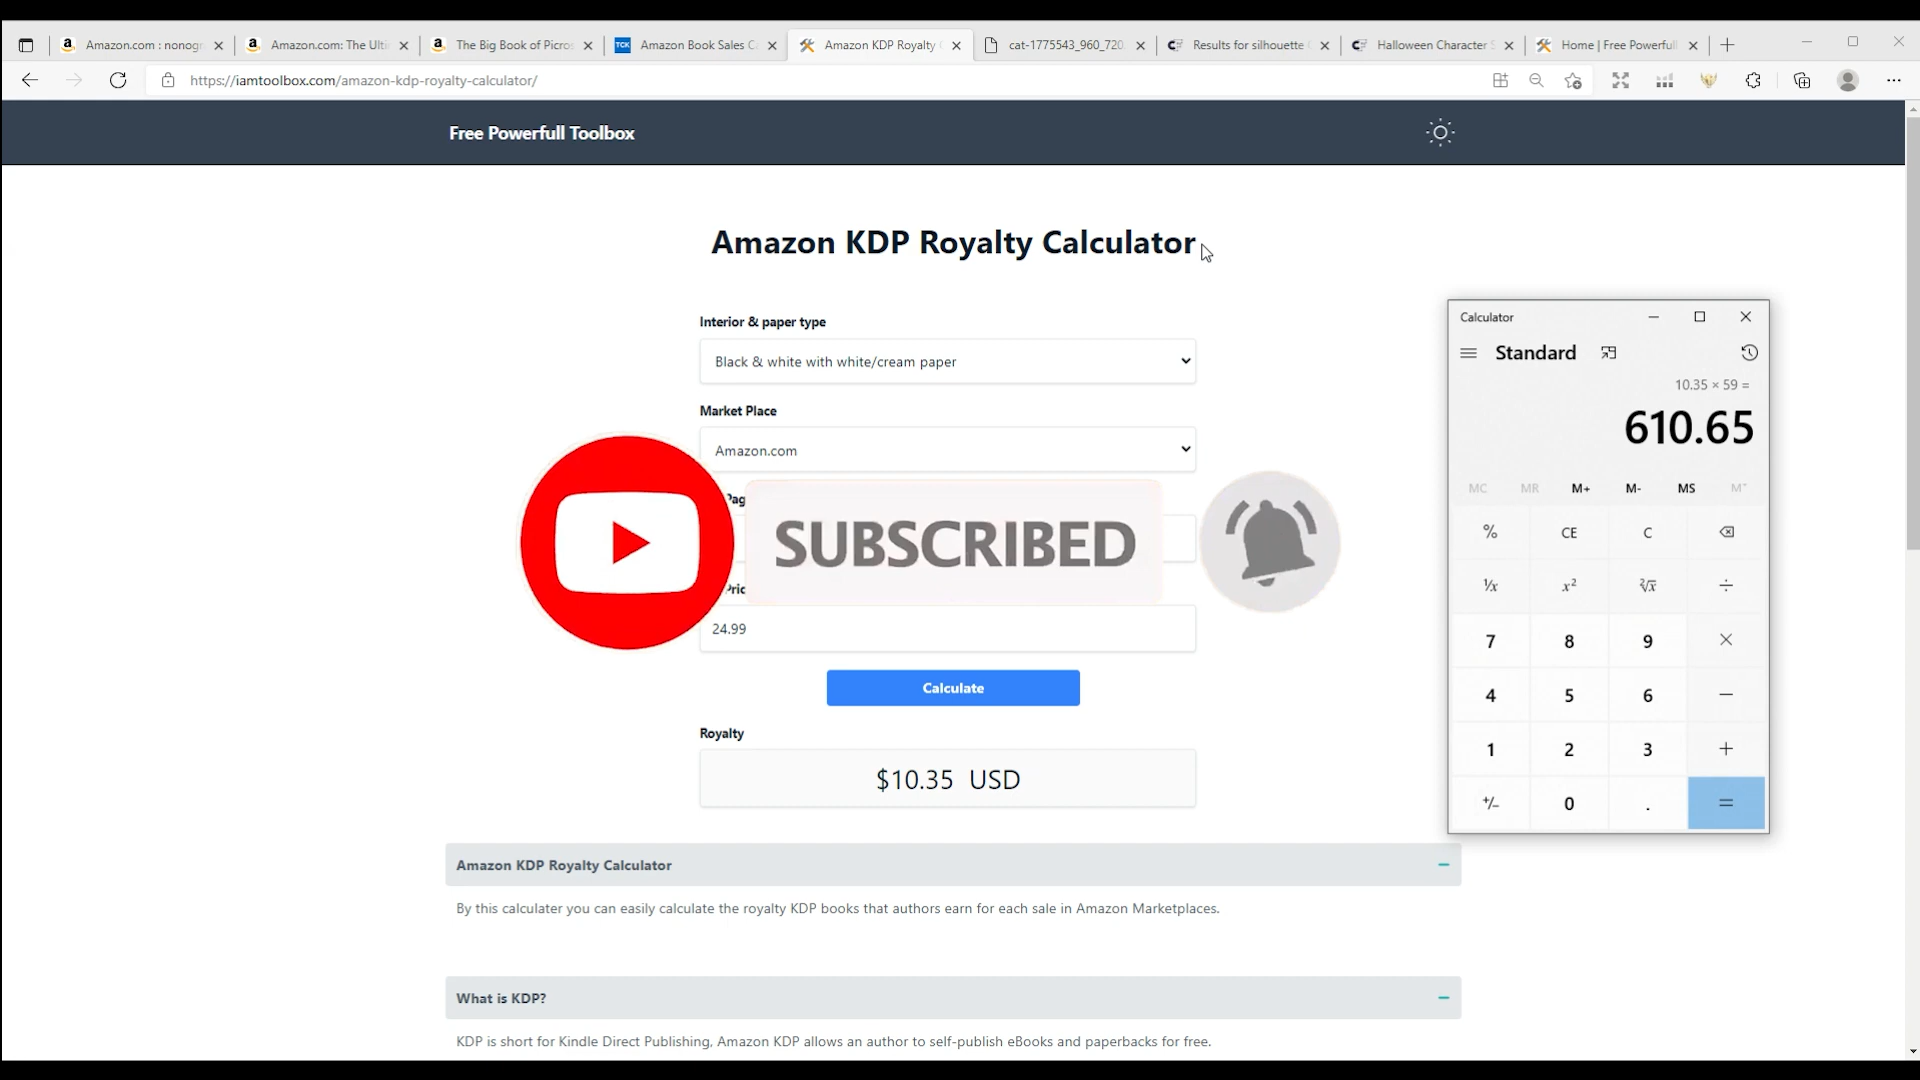 Amazon.com : nonogr
Amazon.com: The Ulti
The Big Book of Picros
TCK
Amazon Book Sales C
Amazon KDP Royalty C
cat-1775543_960_720.
Results for silhouette
Halloween Character S
Home | Free Powerfull
https://iamtoolbox.com/amazon-kdp-royalty-calculator/
Free Powerfull Toolbox
Amazon KDP Royalty Calculator
Interior & paper type
Black & white with white/cream paper
Market Place
Amazon.com
Pag
SUBSCRIBED
Pric
24.99
Calculate
Royalty
$10.35 USD
Amazon KDP Royalty Calculator
By this calculater you can easily calculate the royalty KDP books that authors earn for each sale in Amazon Marketplaces.
What is KDP?
KDP is short for Kindle Direct Publishing, Amazon KDP allows an author to self-publish eBooks and paperbacks for free.
Calculator
Standard
10.35 × 59 =
610.65
MC MR M+ M- MS M˅
% CE C
⅟x x² ²√x ÷
7 8 9 ×
4 5 6 −
1 2 3 +
+/− 0 . =